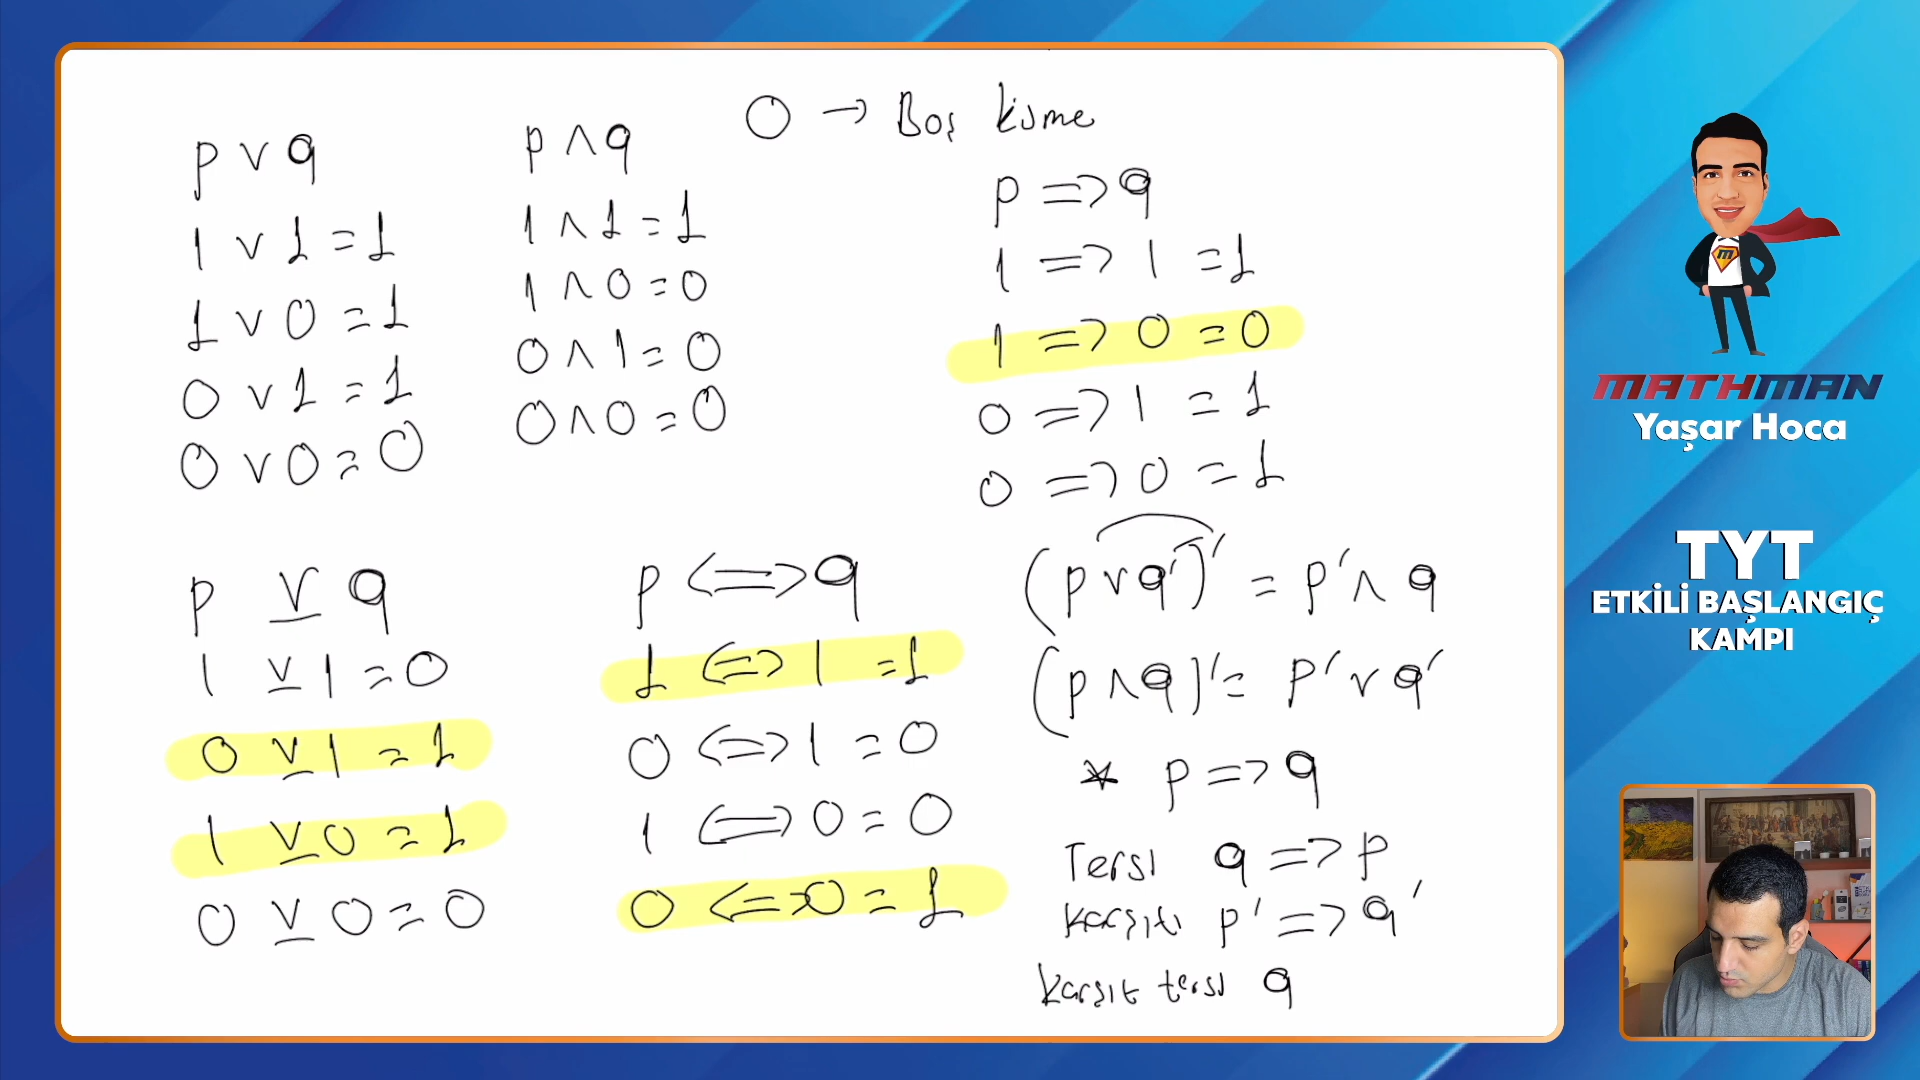 p ∨ q
1 ∨ 1 = 1
1 ∨ 0 = 1
0 ∨ 1 = 1
0 ∨ 0 = 0
p ∧ q
1 ∧ 1 = 1
1 ∧ 0 = 0
0 ∧ 1 = 0
0 ∧ 0 = 0
○ → Boş küme
p => q
1 => 1 = 1
1 => 0 = 0
0 => 1 = 1
0 => 0 = 1
p ⊻ q
1 ⊻ 1 = 0
0 ⊻ 1 = 1
1 ⊻ 0 = 1
0 ⊻ 0 = 0
p <=> q
1 <=> 1 = 1
0 <=> 1 = 0
1 <=> 0 = 0
0 <=> 0 = 1
(p ∨ q')' = p' ∧ q
(p ∧ q)' = p' ∨ q'
* p => q
Tersi q => p
karşıtı p' => q'
karşıt tersi q
MATHMAN
Yaşar Hoca
TYT
ETKİLİ BAŞLANGIÇ
KAMPI